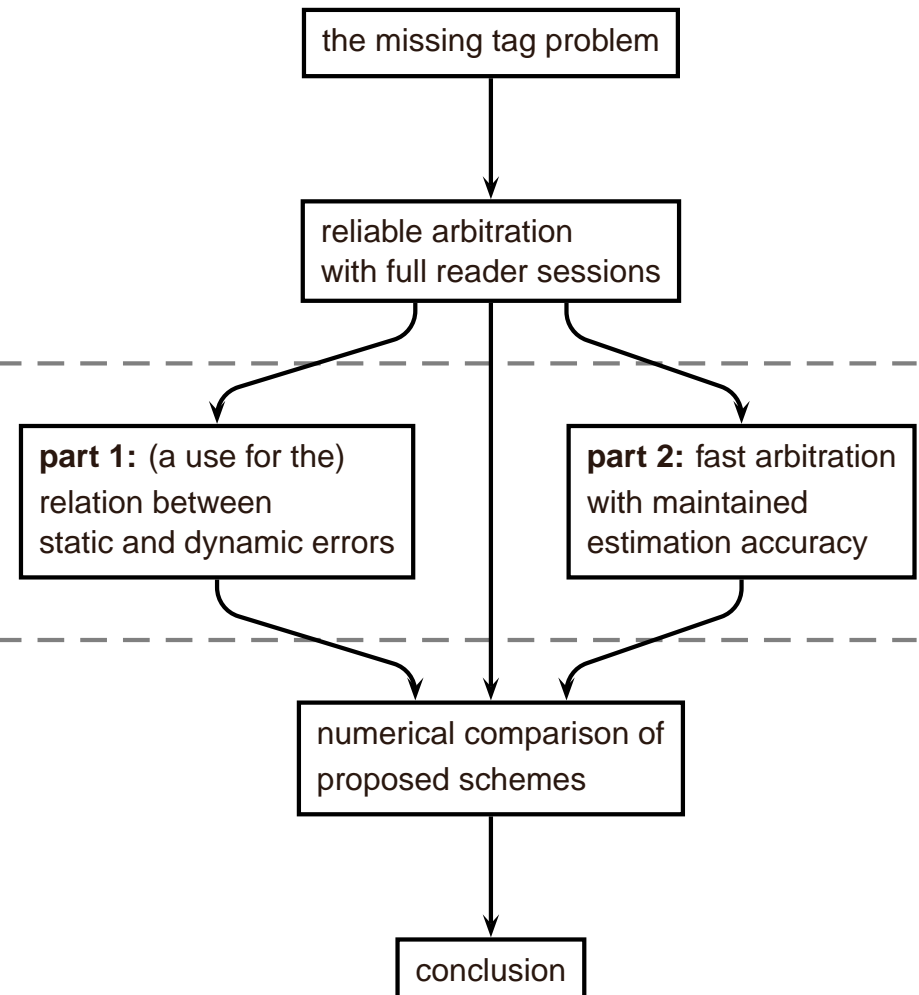 the missing tag problem
reliable arbitration
with full reader sessions
part 1: (a use for the)
relation between
static and dynamic errors
part 2: fast arbitration
with maintained
estimation accuracy
numerical comparison of
proposed schemes
conclusion